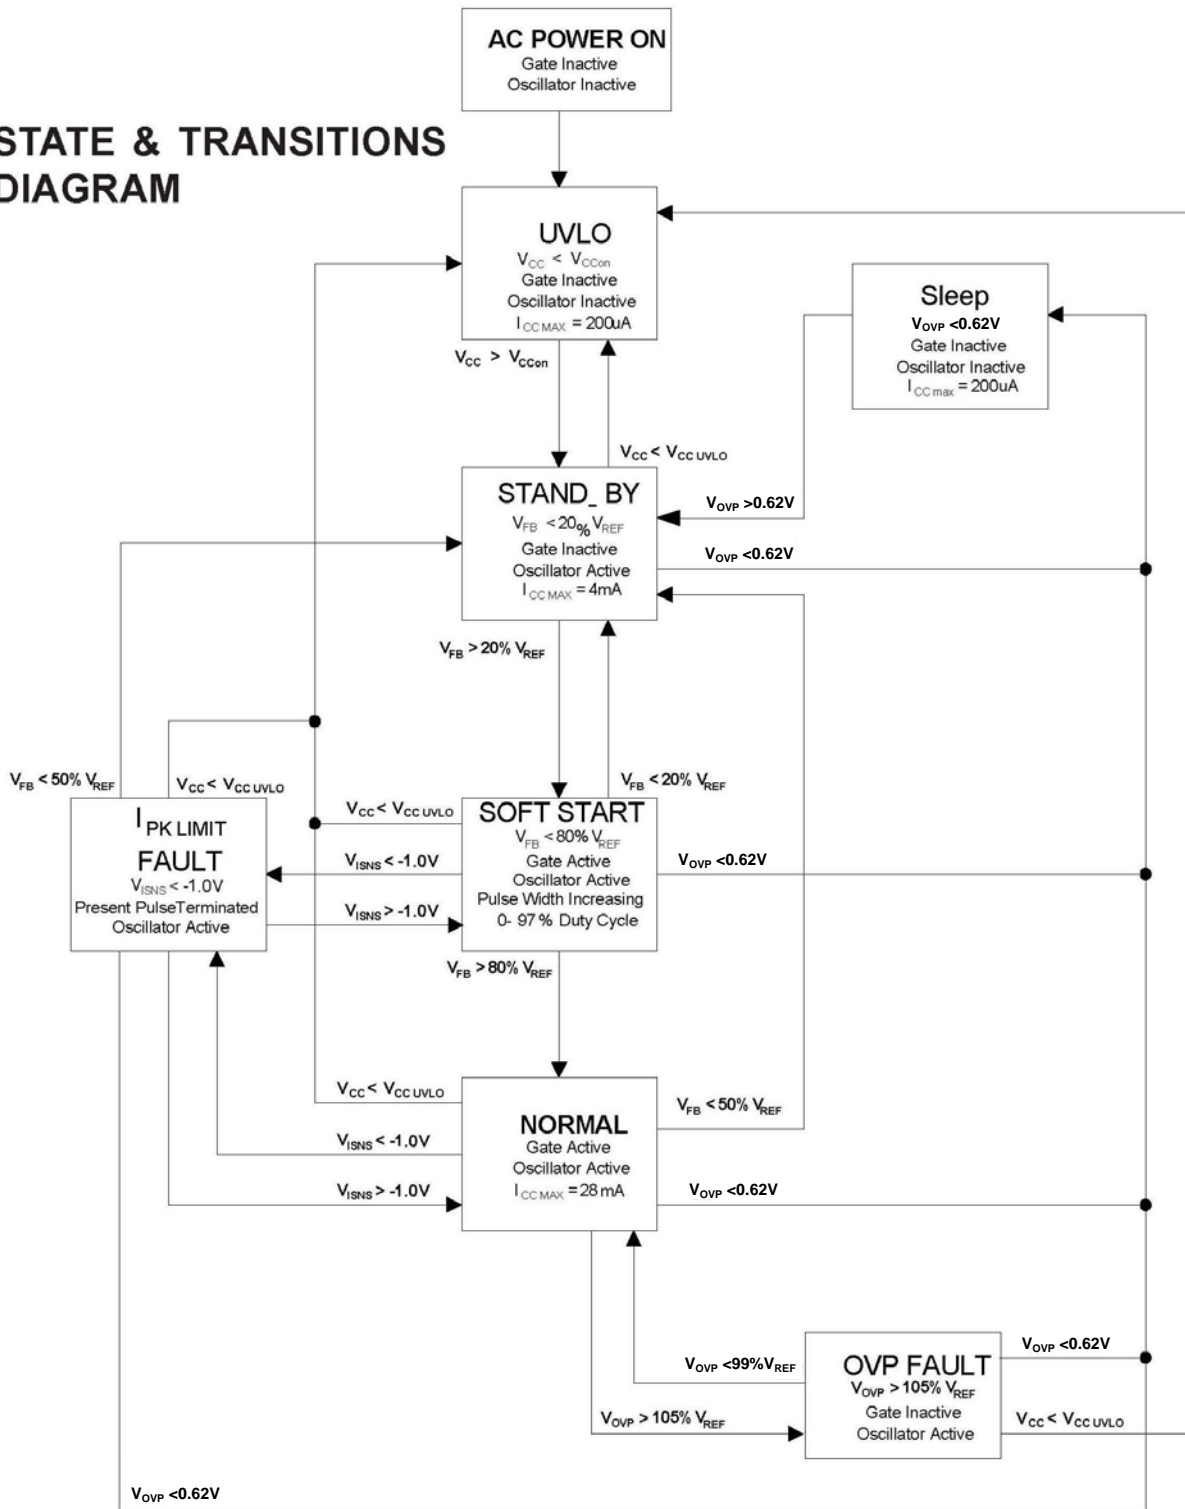 AC POWER ON
Gate Inactive
Oscillator Inactive
STATE & TRANSITIONS
DIAGRAM
UVLO
VCC < VCCon
Gate Inactive
Oscillator Inactive
ICC MAX = 200uA
VCC > VCCon
Sleep
VOVP <0.62V
Gate Inactive
Oscillator Inactive
ICC max = 200uA
VCC < VCC UVLO
STAND_ BY
VFB <20% VREF
Gate Inactive
Oscillator Active
ICC MAX = 4mA
VOVP >0.62V
VOVP <0.62V
VFB > 20% VREF
VFB < 20% VREF
VFB < 50% VREF
VCC < VCC UVLO
IPK LIMIT
FAULT
VISNS < -1.0V
Present PulseTerminated
Oscillator Active
VCC < VCC UVLO
VISNS < -1.0V
VISNS > -1.0V
SOFT START
VFB < 80% VREF
Gate Active
Oscillator Active
Pulse Width Increasing
0- 97 % Duty Cycle
VOVP <0.62V
VFB > 80% VREF
VCC < VCC UVLO
VISNS < -1.0V
VISNS > -1.0V
NORMAL
Gate Active
Oscillator Active
ICC MAX = 28 mA
VFB < 50% VREF
VOVP <0.62V
VOVP <99%VREF
VOVP > 105% VREF
OVP FAULT
VOVP > 105% VREF
Gate Inactive
Oscillator Active
VOVP <0.62V
VCC < VCC UVLO
VOVP <0.62V